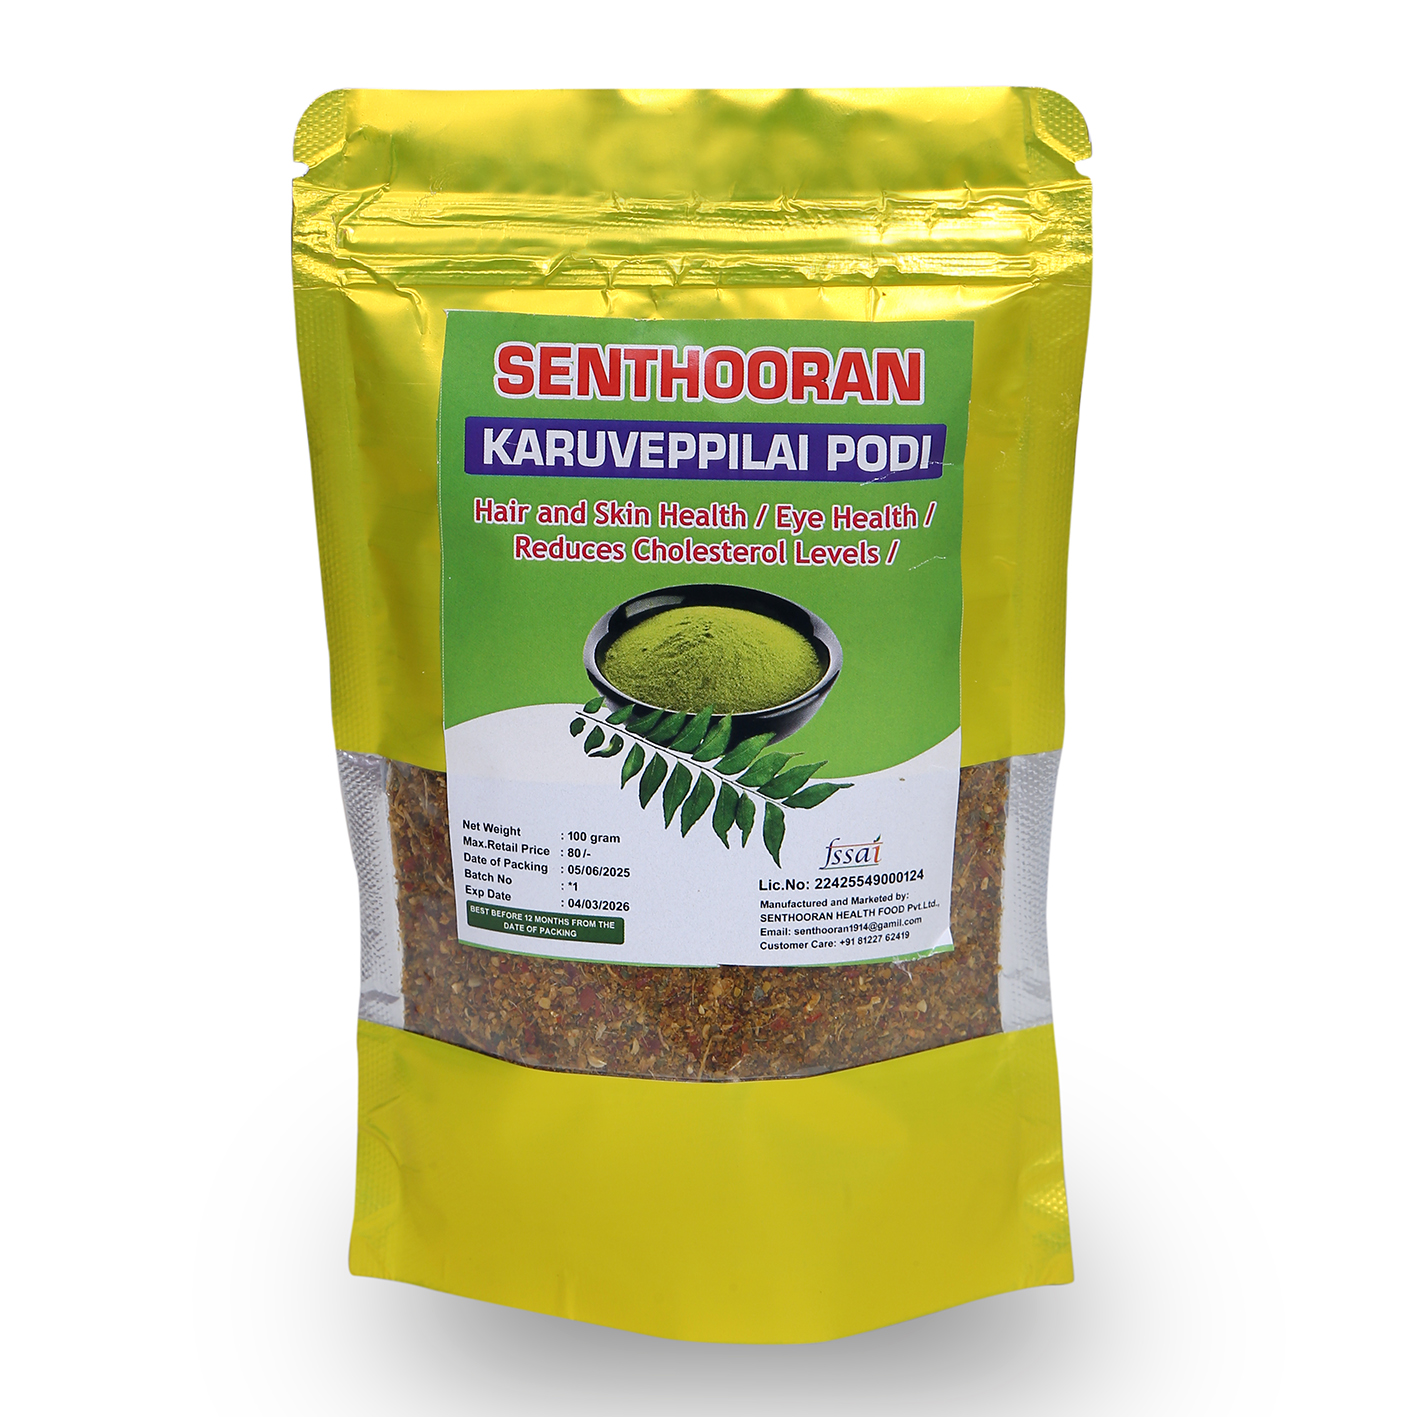 SENTHOORAN
KARUVEPPILAI PODI
Hair and Skin Health / Eye Health /
Reduces Cholesterol Levels /
Net Weight : 100 gram
Max.Retail Price : 80/-
Date of Packing : 05/06/2025
Batch No : *1
Exp Date : 04/03/2026
BEST BEFORE 12 MONTHS FROM THE
DATE OF PACKING
fssai
Lic.No: 22425549000124
Manufactured and Marketed by:
SENTHOORAN HEALTH FOOD Pvt.Ltd.,
Email: senthooran1914@gamil.com
Customer Care: +91 81227 62419